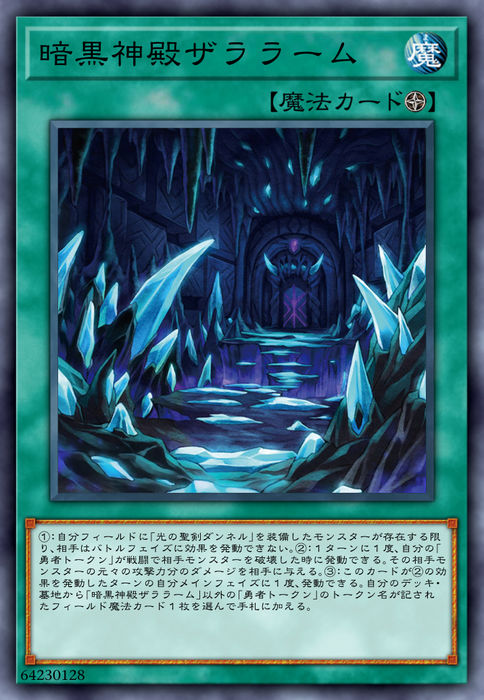 暗黒神殿ザララーム
魔
【魔法カード】
①：自分フィールドに「光の聖剣ダンネル」を装備したモンスターが存在する限
り、相手はバトルフェイズに効果を発動できない。②：１ターンに１度、自分の「
勇者トークン」が戦闘で相手モンスターを破壊した時に発動できる。その相手モ
ンスターの元々の攻撃力分のダメージを相手に与える。③：このカードが②の効
果を発動したターンの自分メインフェイズに１度、発動できる。自分のデッキ・
墓地から「暗黒神殿ザララーム」以外の「勇者トークン」のトークン名が記され
たフィールド魔法カード１枚を選んで手札に加える。
64230128